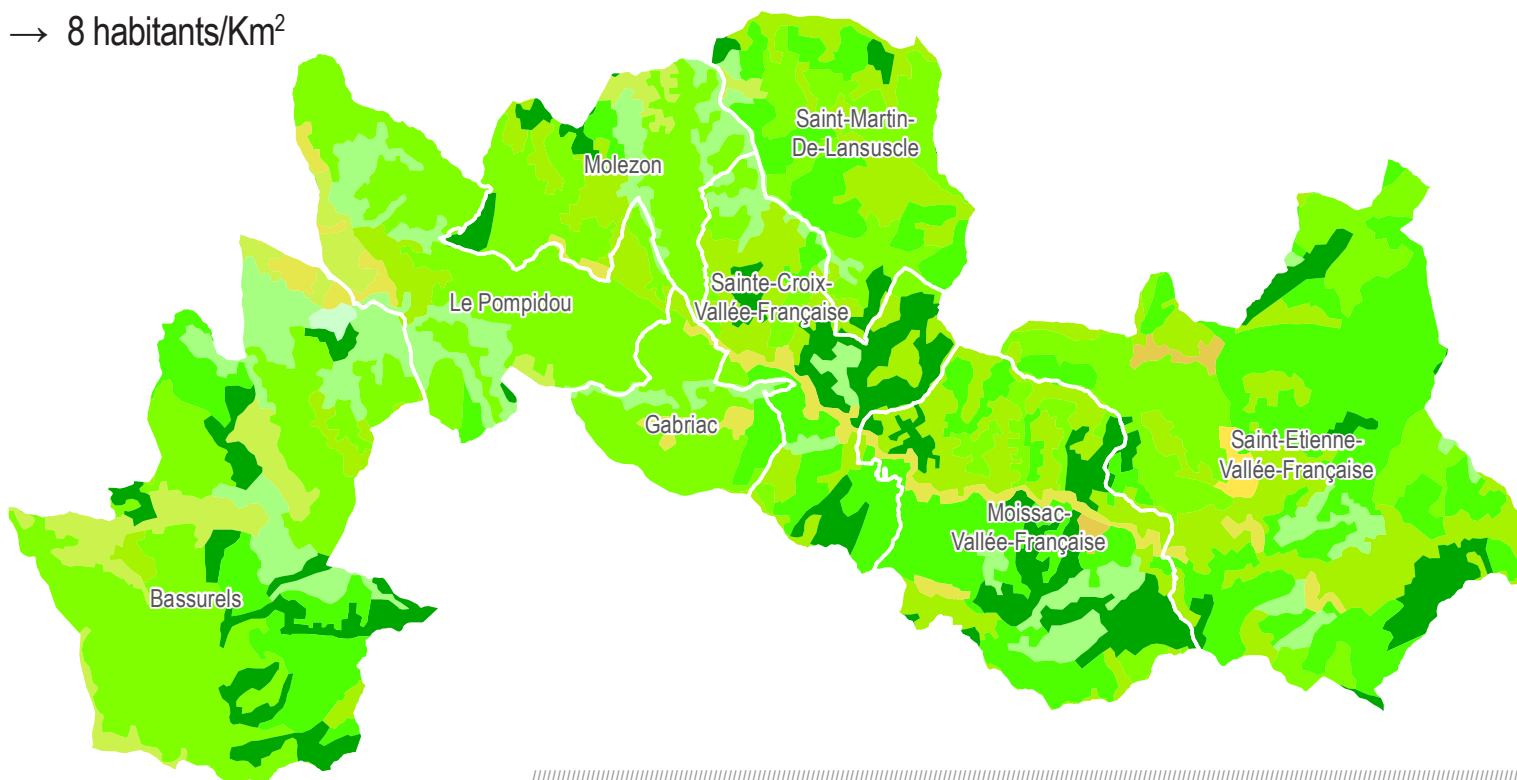 → 8 habitants/Km²
Saint-Martin-
De-Lansuscle
Molezon
Sainte-Croix-
Vallée-Française
Le Pompidou
Gabriac
Saint-Etienne-
Vallée-Française
Moissac-
Vallée-Française
Bassurels